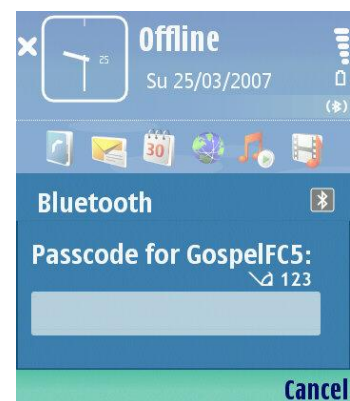 Offline
25
Su 25/03/2007
30
Bluetooth
Passcode for GospelFC5:
123
Cancel